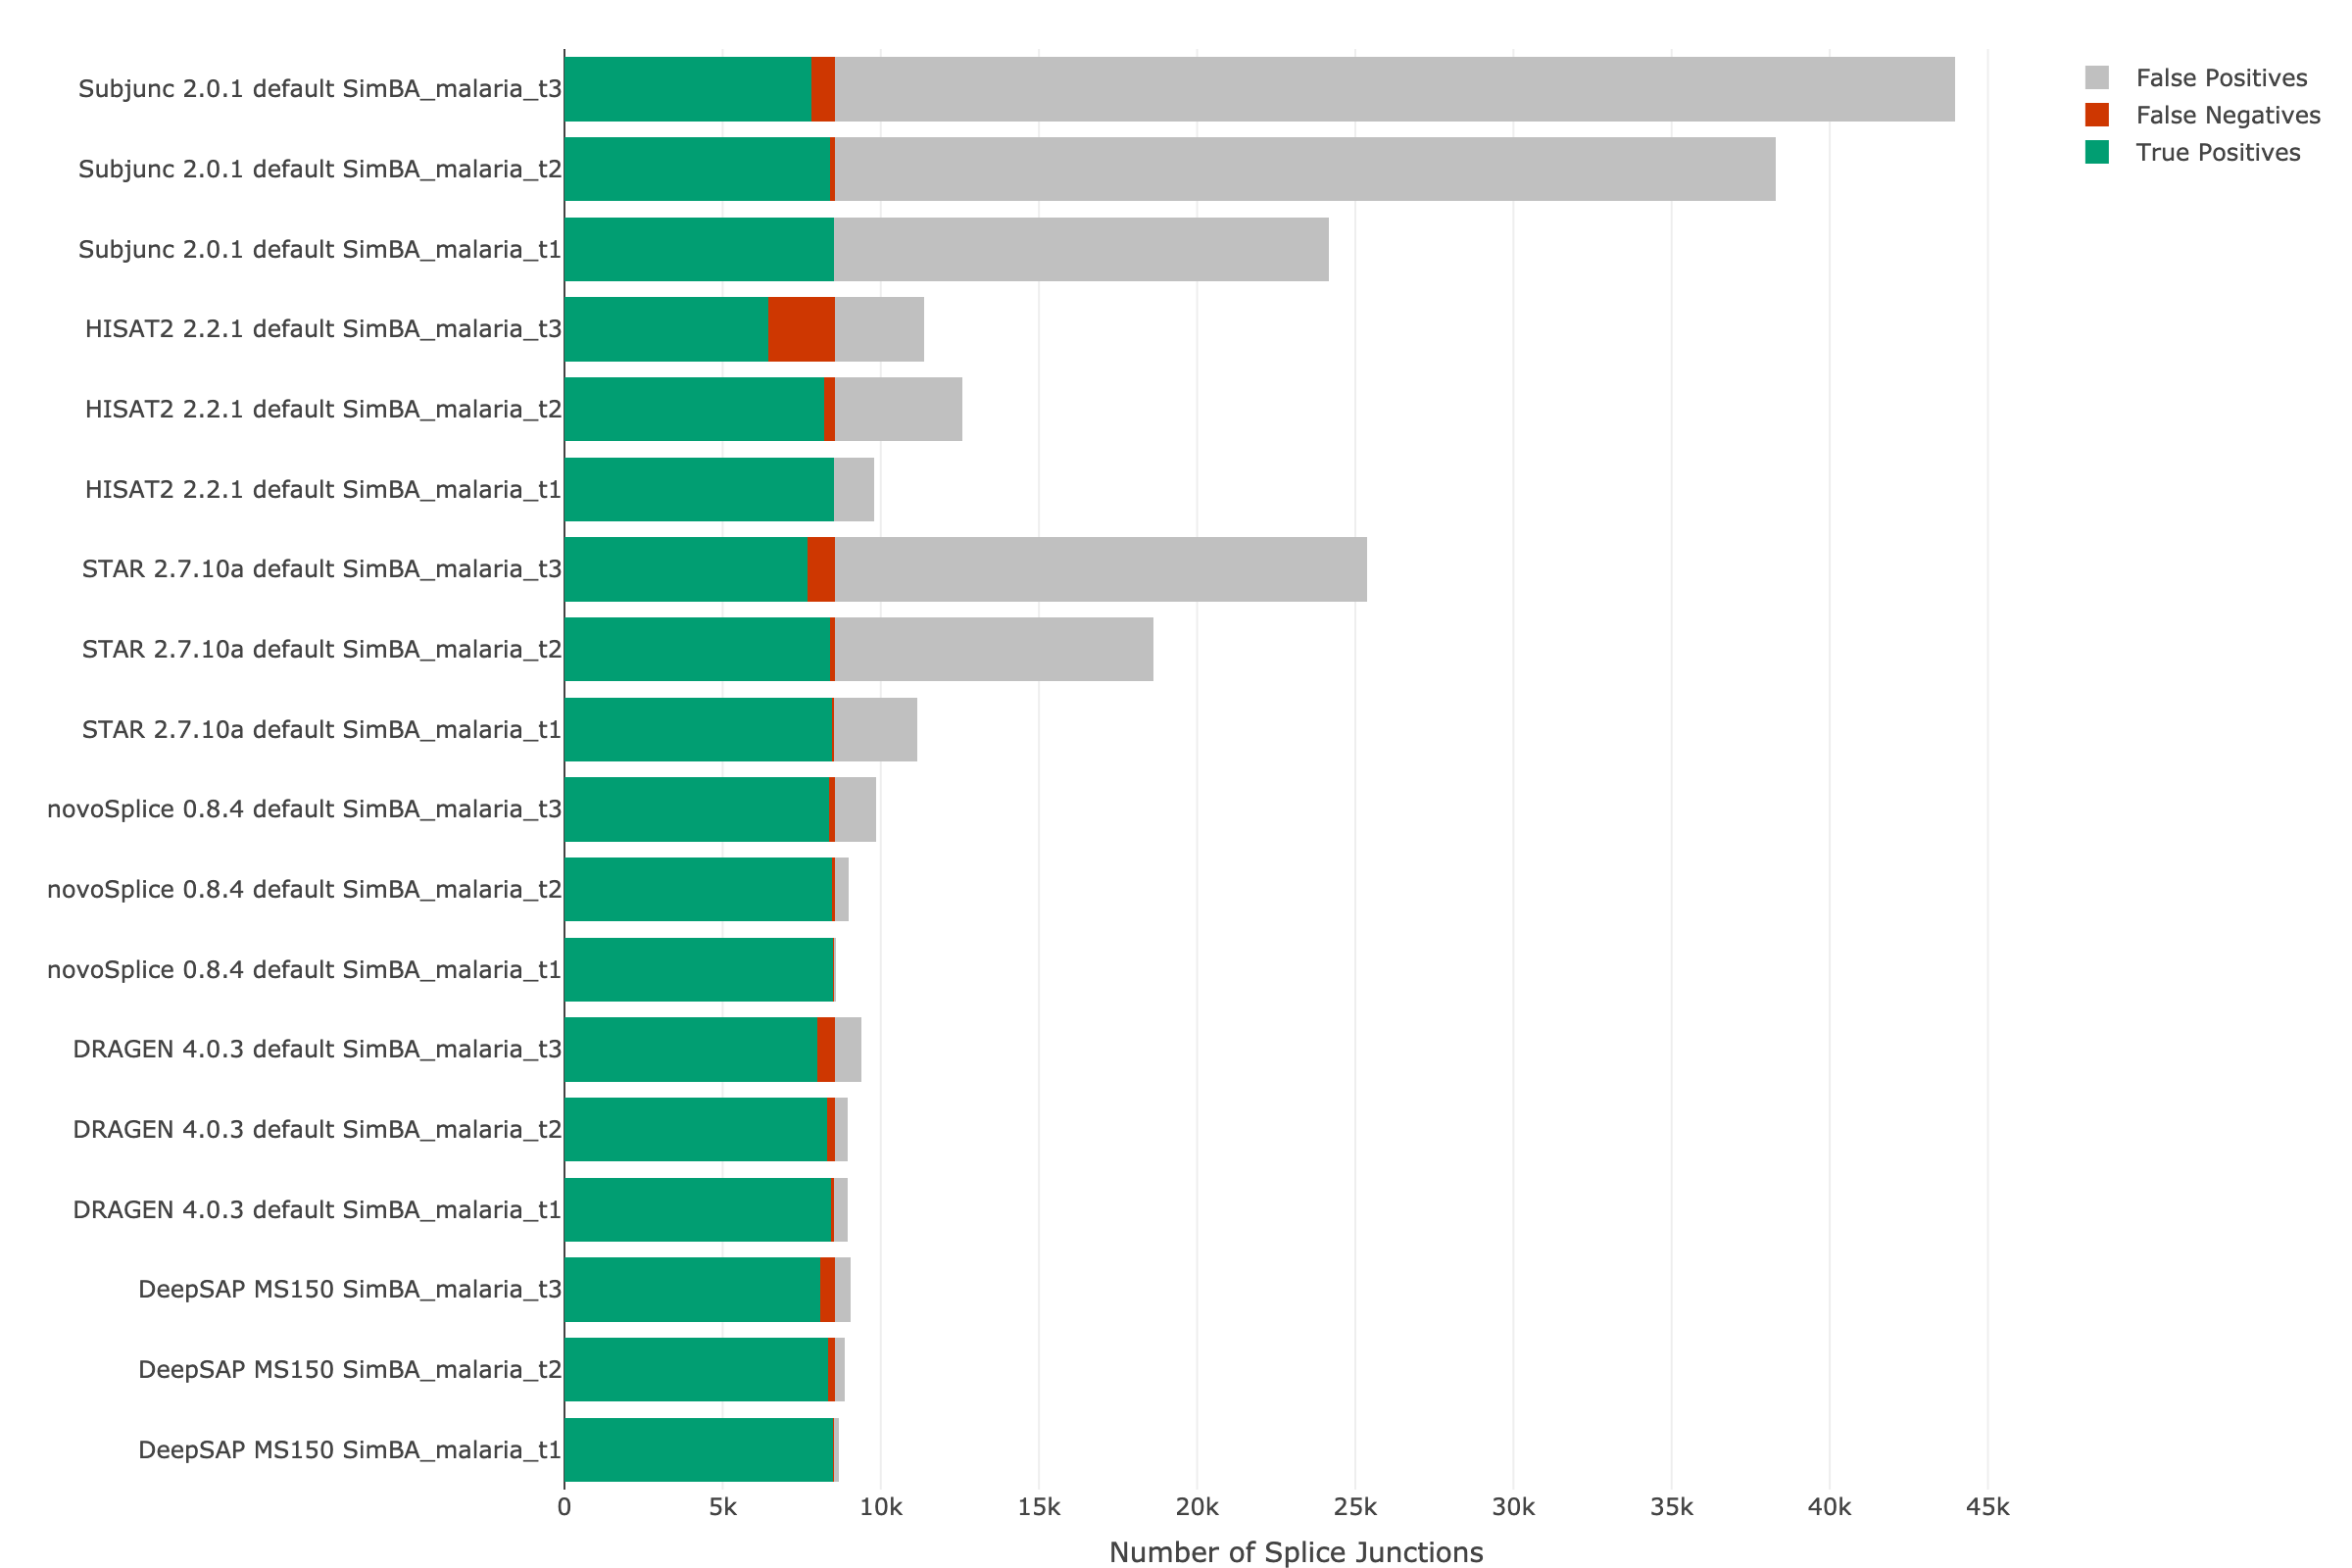 Subjunc 2.0.1 default SimBA_malaria_t3
Subjunc 2.0.1 default SimBA_malaria_t2
Subjunc 2.0.1 default SimBA_malaria_t1
HISAT2 2.2.1 default SimBA_malaria_t3
HISAT2 2.2.1 default SimBA_malaria_t2
HISAT2 2.2.1 default SimBA_malaria_t1
STAR 2.7.10a default SimBA_malaria_t3
STAR 2.7.10a default SimBA_malaria_t2
STAR 2.7.10a default SimBA_malaria_t1
novoSplice 0.8.4 default SimBA_malaria_t3
novoSplice 0.8.4 default SimBA_malaria_t2
novoSplice 0.8.4 default SimBA_malaria_t1
DRAGEN 4.0.3 default SimBA_malaria_t3
DRAGEN 4.0.3 default SimBA_malaria_t2
DRAGEN 4.0.3 default SimBA_malaria_t1
DeepSAP MS150 SimBA_malaria_t3
DeepSAP MS150 SimBA_malaria_t2
DeepSAP MS150 SimBA_malaria_t1
0 5k 10k 15k 20k 25k 30k 35k 40k 45k
Number of Splice Junctions
False Positives
False Negatives
True Positives